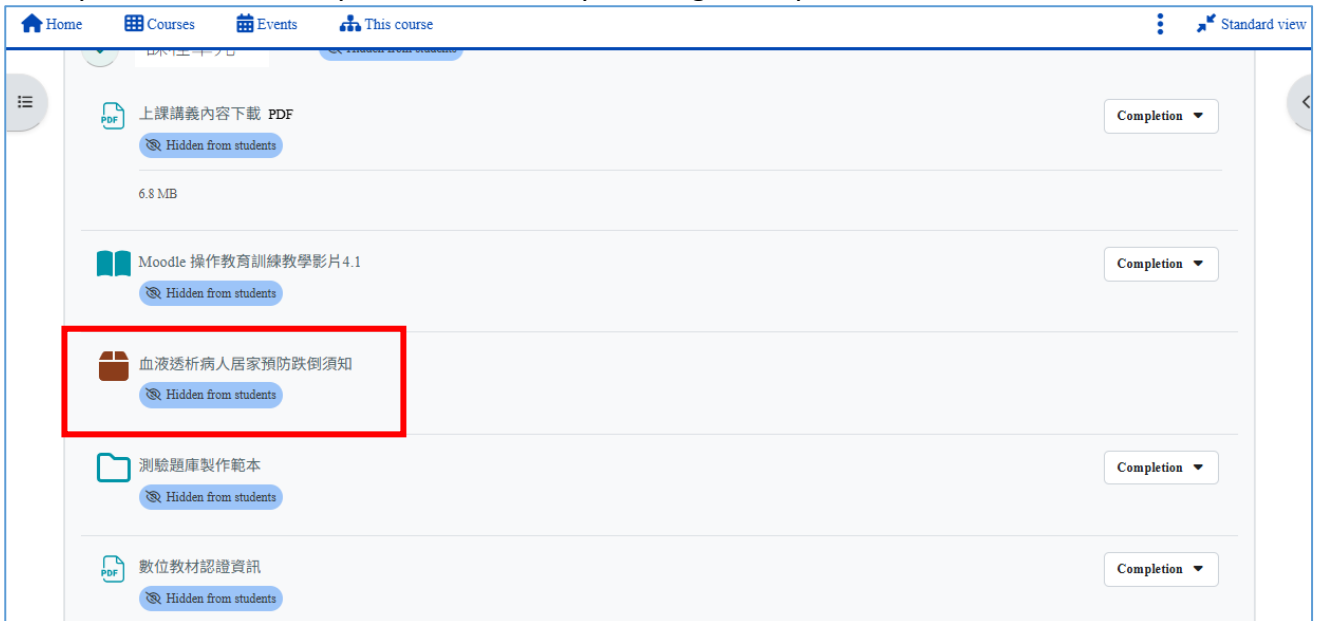 Home Courses Events This course Standard view
上課講義內容下載 PDF
Completion
Hidden from students
6.8 MB
Moodle 操作教育訓練教學影片4.1
Completion
Hidden from students
血液透析病人居家預防跌倒須知
Hidden from students
測驗題庫製作範本
Completion
Hidden from students
數位教材認證資訊
Completion
Hidden from students